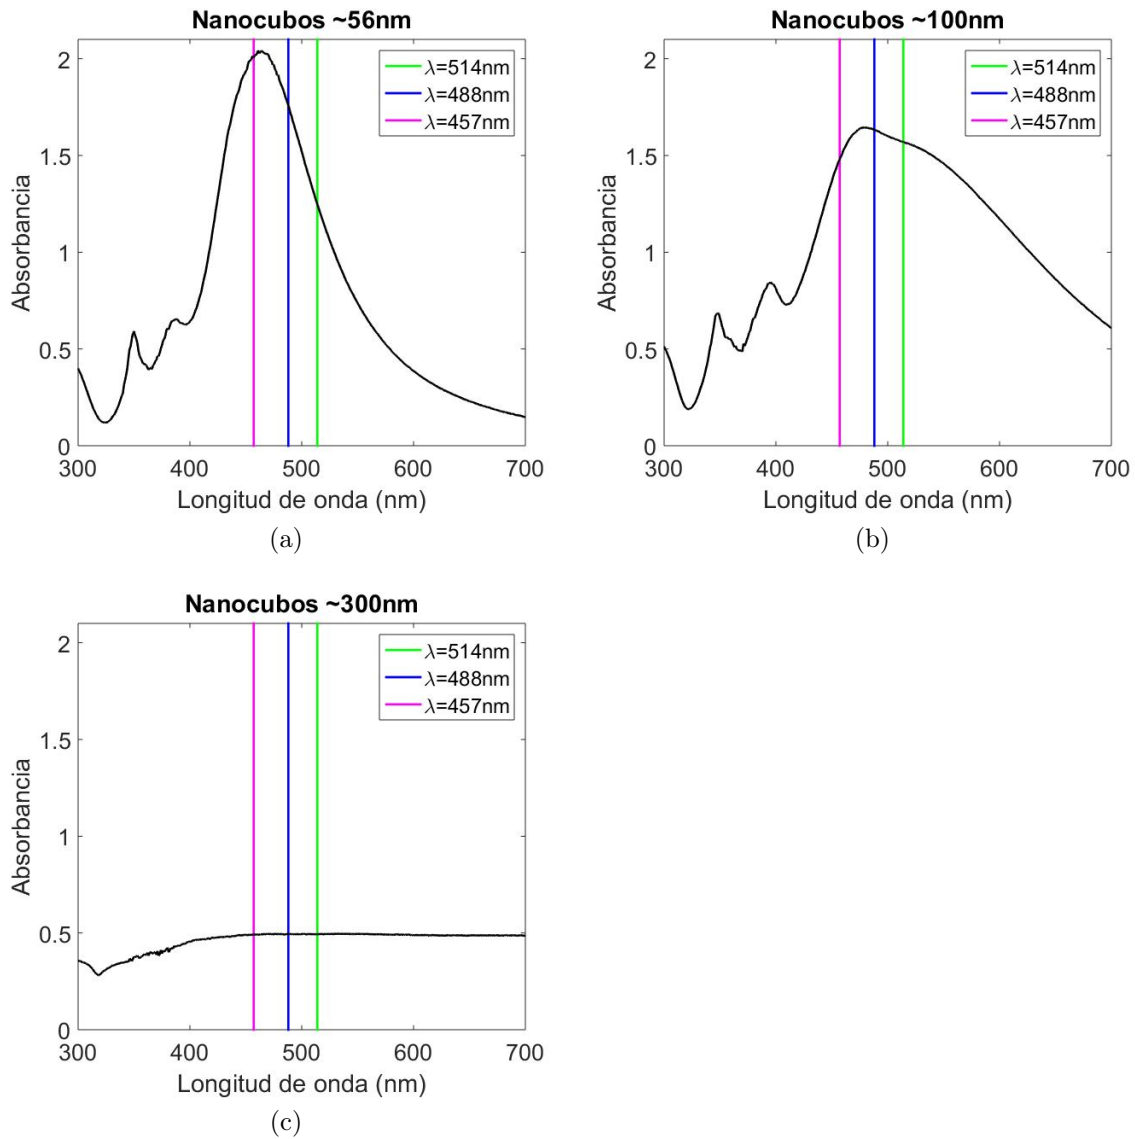 Nanocubos ~56nm
2
1.5
1
0.5
0
300
400
500
600
700
Absorbancia
Longitud de onda (nm)
λ=514nm
λ=488nm
λ=457nm
(a)
Nanocubos ~100nm
2
1.5
1
0.5
0
300
400
500
600
700
Absorbancia
Longitud de onda (nm)
λ=514nm
λ=488nm
λ=457nm
(b)
Nanocubos ~300nm
2
1.5
1
0.5
0
300
400
500
600
700
Absorbancia
Longitud de onda (nm)
λ=514nm
λ=488nm
λ=457nm
(c)